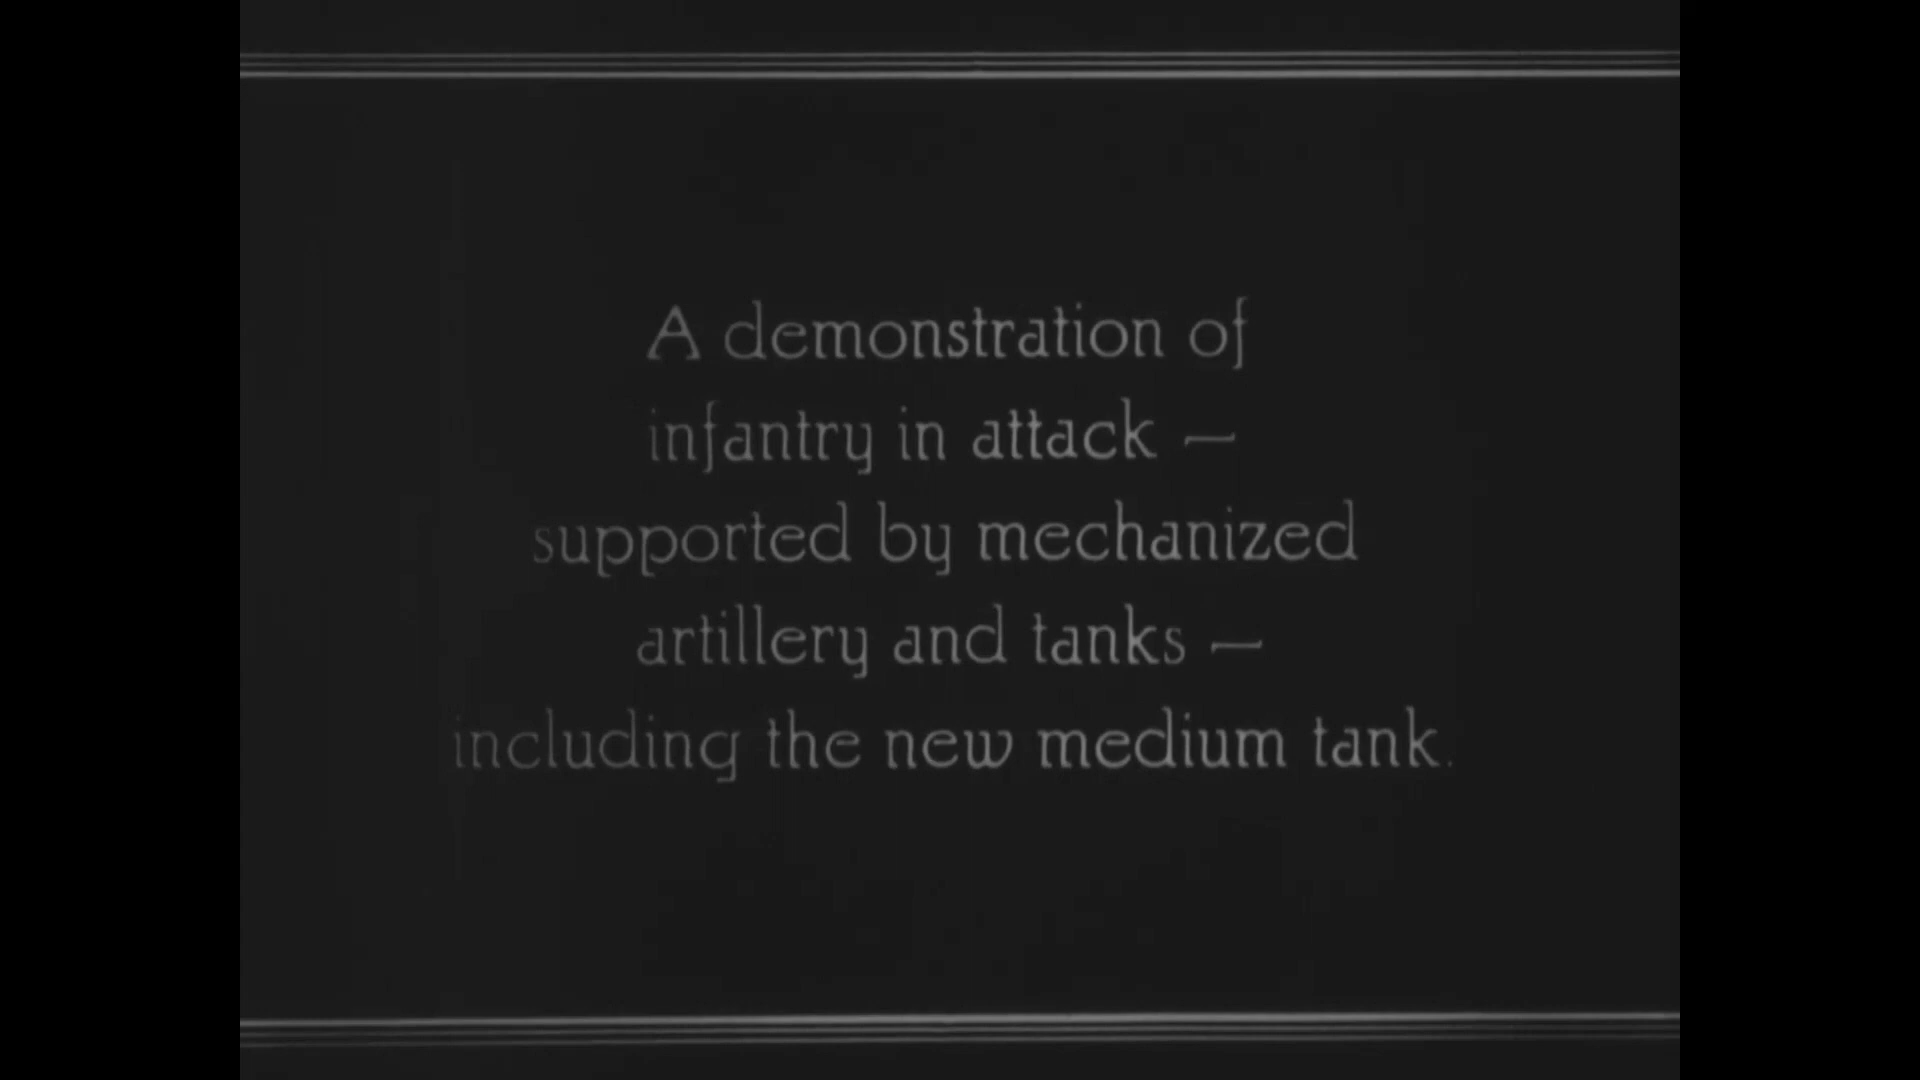 A demonstration of
infantry in attack —
supported by mechanized
artillery and tanks —
including the new medium tank.